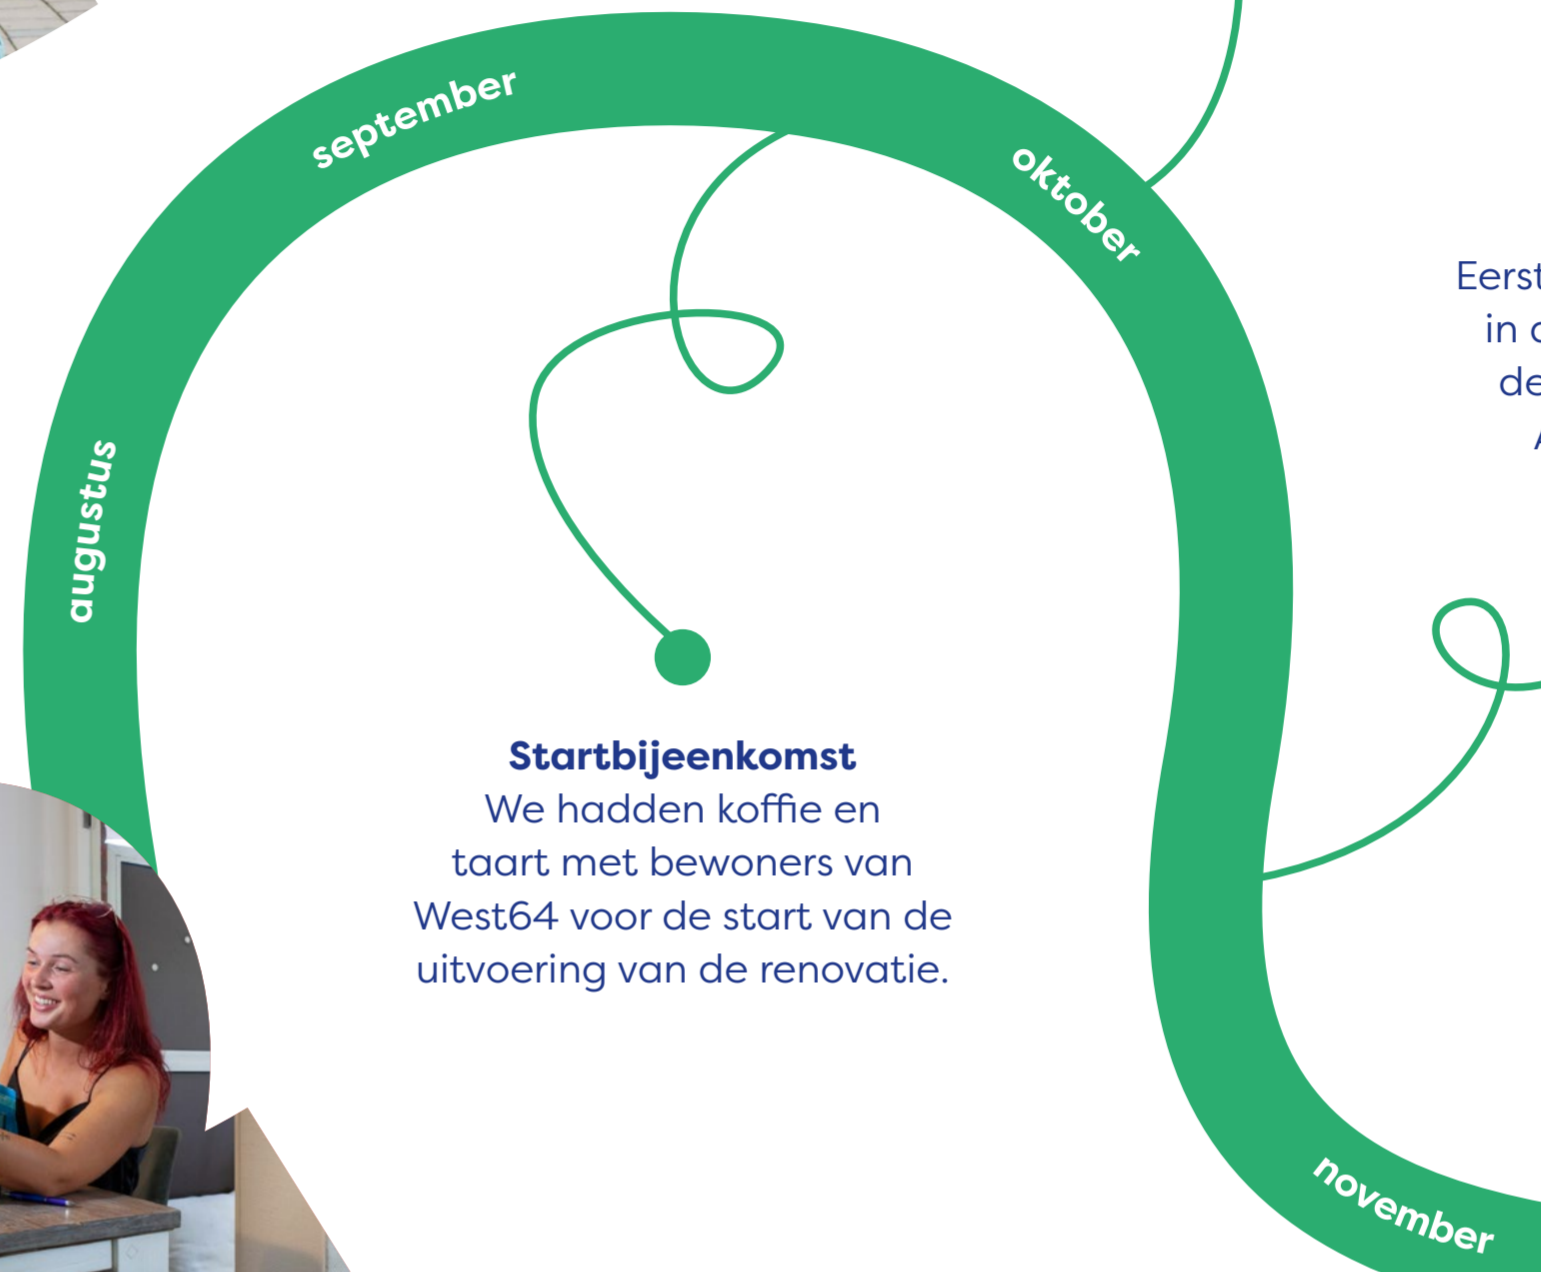 september
oktober
augustus
Eerst
in
de
Startbijeenkomst
We hadden koffie en
taart met bewoners van
West64 voor de start van de
uitvoering van de renovatie.
november